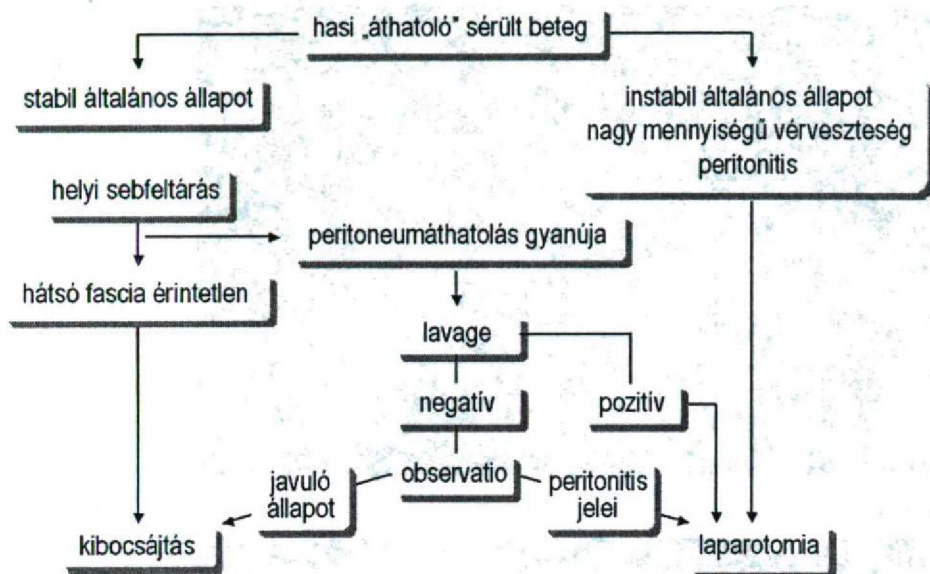 hasi „áthatoló” sérült beteg
stabil általános állapot
instabil általános állapot
nagy mennyiségű vérveszteség
peritonitis
helyi sebfeltárás
peritoneumáthatolás gyanúja
hátsó fascia érintetlen
lavage
negatív
pozitív
observatio
javuló
állapot
peritonitis
jelei
kibocsájtás
laparotomia